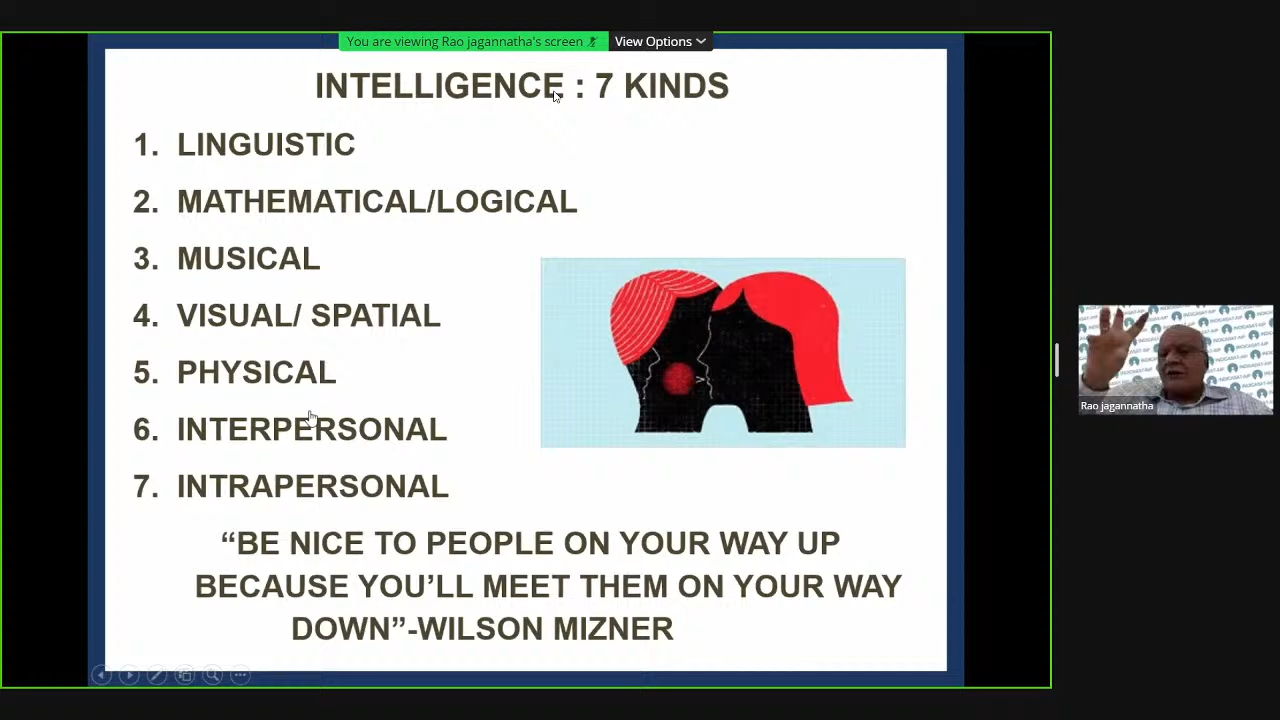 You are viewing Rao jagannatha's screen
View Options
INTELLIGENCE : 7 KINDS
1. LINGUISTIC
2. MATHEMATICAL/LOGICAL
3. MUSICAL
4. VISUAL/ SPATIAL
5. PHYSICAL
6. INTERPERSONAL
7. INTRAPERSONAL
“BE NICE TO PEOPLE ON YOUR WAY UP
BECAUSE YOU’LL MEET THEM ON YOUR WAY
DOWN”-WILSON MIZNER
INDICASAT-AIP
Rao jagannatha